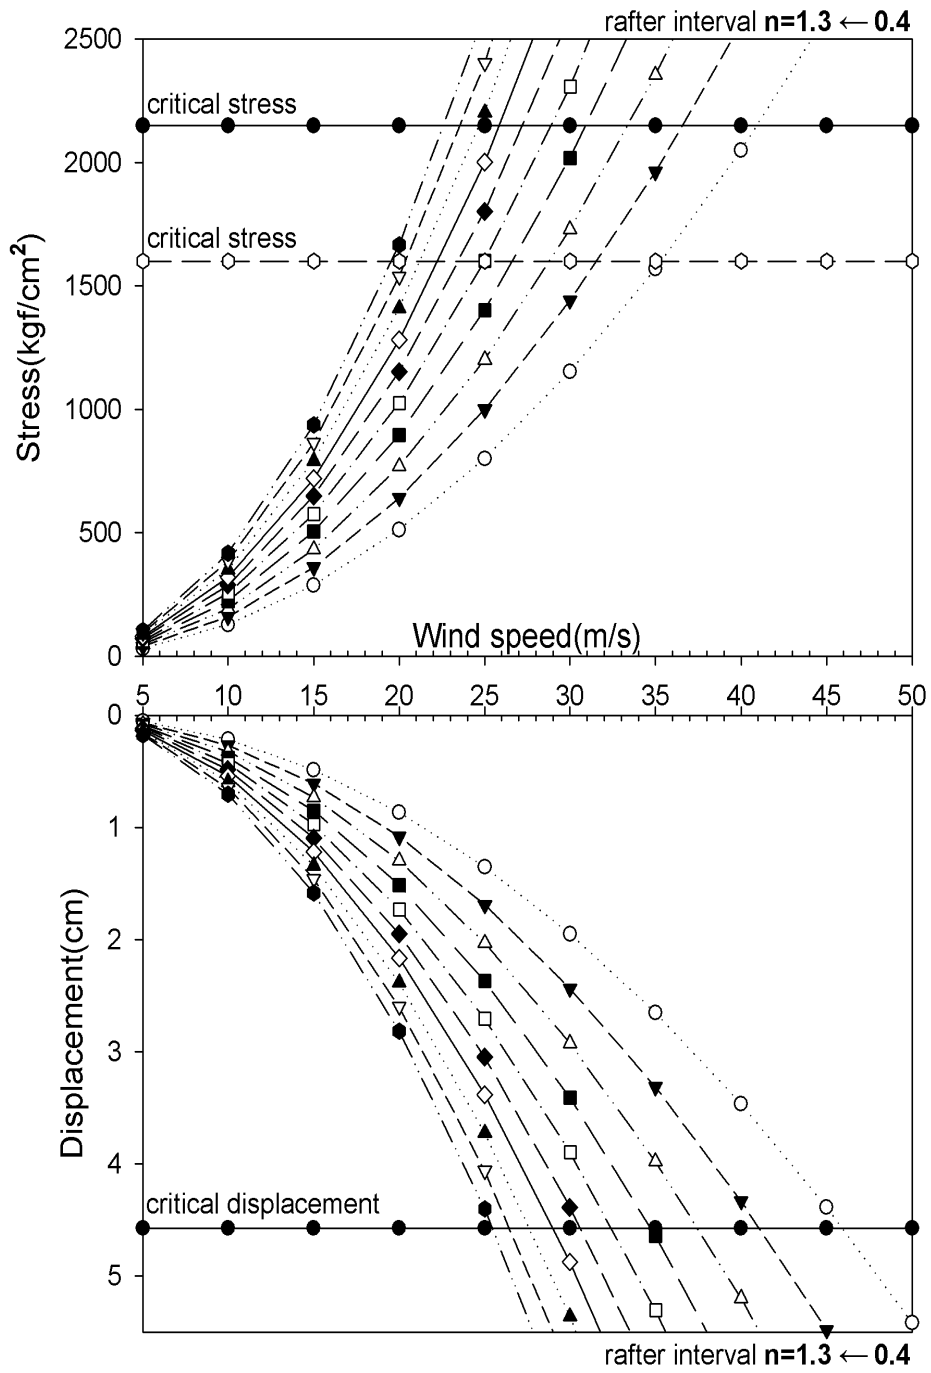 rafter interval n=1.3 ← 0.4
2500
critical stress
2000
critical stress
1500
Stress(kgf/cm²)
1000
500
Wind speed(m/s)
0
5 10 15 20 25 30 35 40 45 50
0
1
2
Displacement(cm)
3
4
critical displacement
5
rafter interval n=1.3 ← 0.4